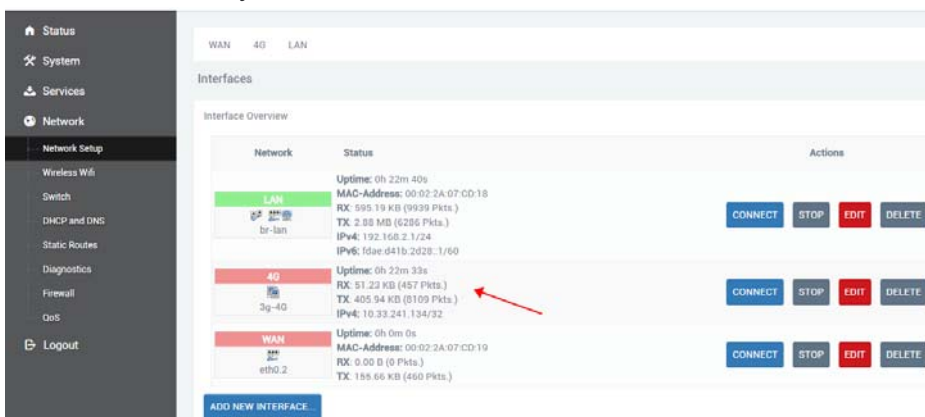 Status
System
Services
Network
Network Setup
Wireless Wifi
Switch
DHCP and DNS
Static Routes
Diagnostics
Firewall
QoS
Logout
WAN 4G LAN
Interfaces
Interface Overview
Network Status Actions
LAN
br-lan
Uptime: 0h 22m 40s
MAC-Address: 00:02:2A:07:CD:18
RX: 595.19 KB (9939 Pkts.)
TX: 2.88 MB (6286 Pkts.)
IPv4: 192.168.2.1/24
IPv6: fdae:d41b:2d28::1/60
CONNECT STOP EDIT DELETE
4G
3g-4G
Uptime: 0h 22m 33s
RX: 51.23 KB (457 Pkts.)
TX: 405.94 KB (8109 Pkts.)
IPv4: 10.33.241.134/32
CONNECT STOP EDIT DELETE
WAN
eth0.2
Uptime: 0h 0m 0s
MAC-Address: 00:02:2A:07:CD:19
RX: 0.00 B (0 Pkts.)
TX: 155.66 KB (460 Pkts.)
CONNECT STOP EDIT DELETE
ADD NEW INTERFACE...